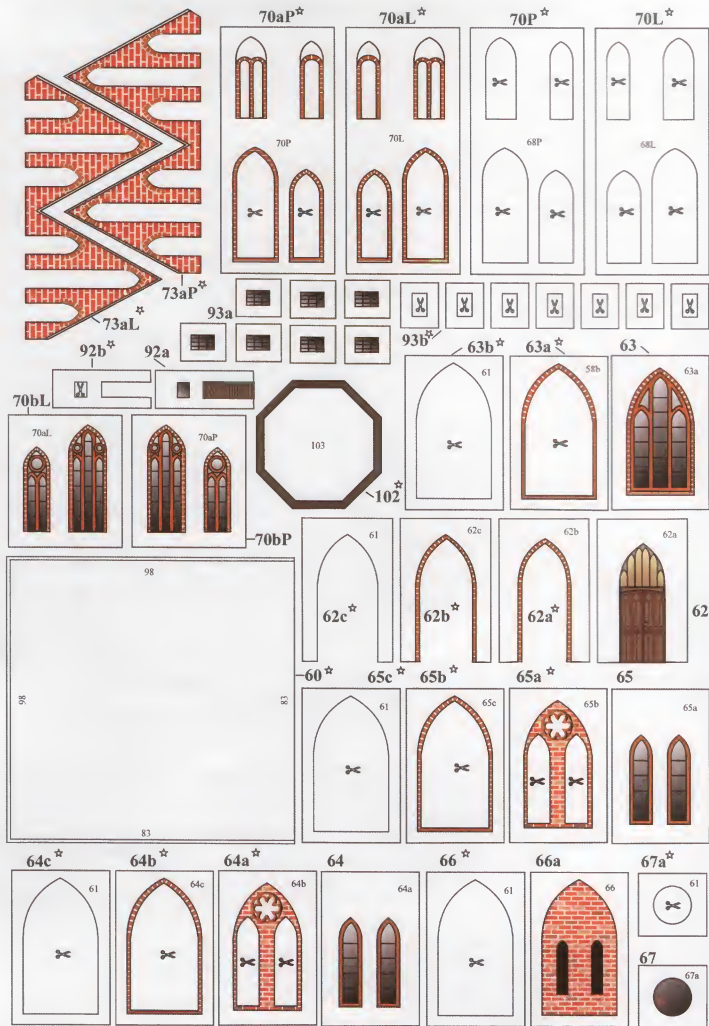 70aP☆ 70aL☆ 70P☆ 70L☆
70P 70L 68P 68L
73aP☆
73aL☆
93a
93b☆
92b☆ 92a
63b☆ 63a☆ 63
61 58b 63a
70bL
70aL 70aP
70bP
103
102☆
61 62c 62b 62a
62c☆ 62b☆ 62a☆ 62
98
98
83
83
60☆
65c☆ 65b☆ 65a☆ 65
61 65c 65b 65a
64c☆ 64b☆ 64a☆ 64 66☆ 66a 67a☆
61 64c 64b 64a 61 66 61
67
67a